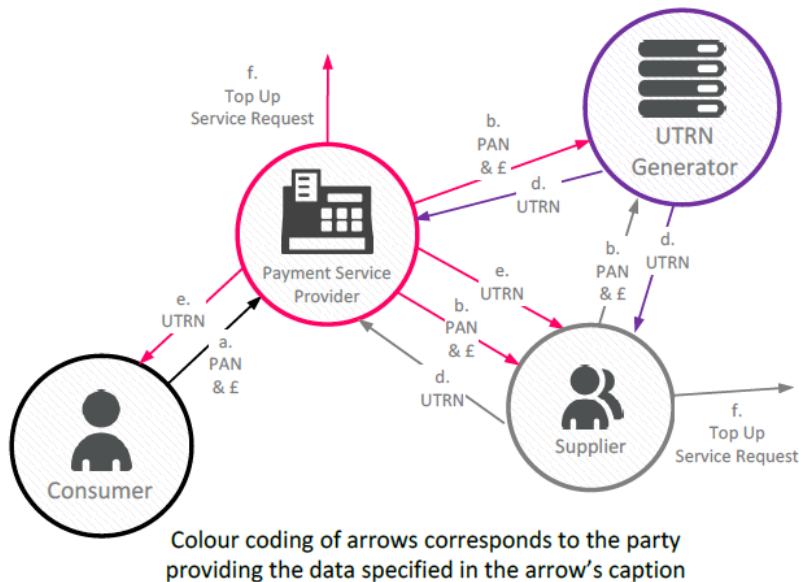 f.
Top Up
Service Request
b.
PAN
& £
d.
UTRN
UTRN
Generator
Payment Service
Provider
e.
UTRN
a.
PAN
& £
e.
UTRN
b.
PAN
& £
d.
UTRN
b.
PAN
& £
d.
UTRN
Consumer
Supplier
f.
Top Up
Service Request
Colour coding of arrows corresponds to the party
providing the data specified in the arrow’s caption